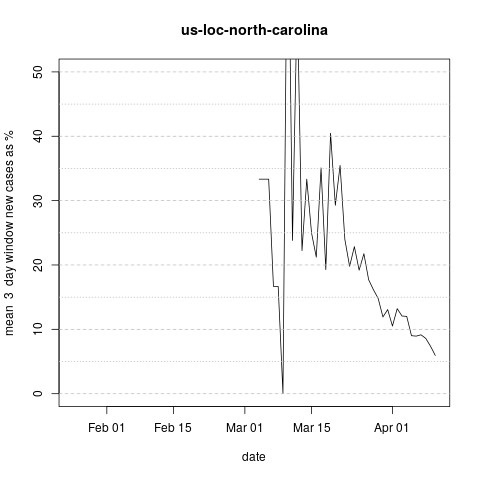 us-loc-north-carolina
mean  3  day window new cases as %
50
40
30
20
10
0
Feb 01
Feb 15
Mar 01
Mar 15
Apr 01
date